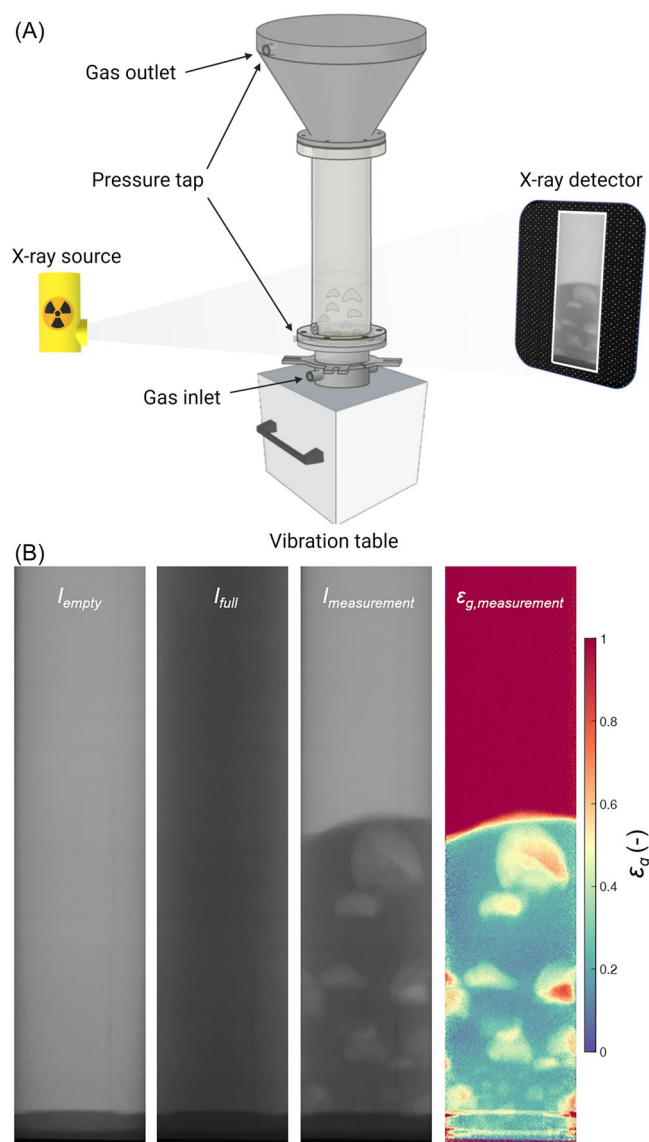 (A)
Gas outlet
Pressure tap
X-ray detector
X-ray source
Gas inlet
Vibration table
(B)
I_empty
I_full
I_measurement
ε_g,measurement
1
0.8
0.6
0.4
0.2
0
ε_g (-)